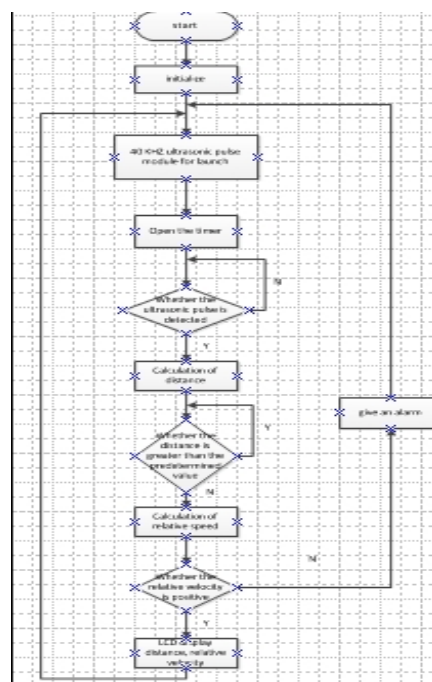 start
initialize
40 KHZ ultrasonic pulse
module for launch
Open the timer
N
Whether the
ultrasonic pulse is
detected
Y
Calculation of
distance
Y
Whether the
distance is
greater than the
predetermined
value
N
give an alarm
Calculation of
relative speed
N
Whether the
relative velocity
is positive
Y
LCD display
distance, relative
velocity